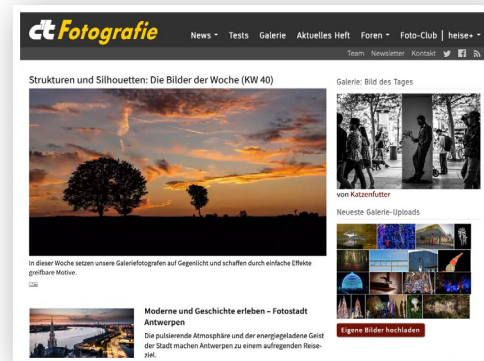 c't Fotografie
News Tests Galerie Aktuelles Heft Foren Foto-Club | heise+
Team Newsletter Kontakt
Strukturen und Silhouetten: Die Bilder der Woche (KW 40)
In dieser Woche setzen unsere Galeriefotografen auf Gegenlicht und schaffen durch einfache Effekte
greifbare Motive.
Moderne und Geschichte erleben – Fotostadt
Antwerpen
Die pulsierende Atmosphäre und der energiegeladene Geist
der Stadt machen Antwerpen zu einem aufregenden Reise-
ziel.
Galerie: Bild des Tages
von Katzenfutter
Neueste Galerie-Uploads
Eigene Bilder hochladen